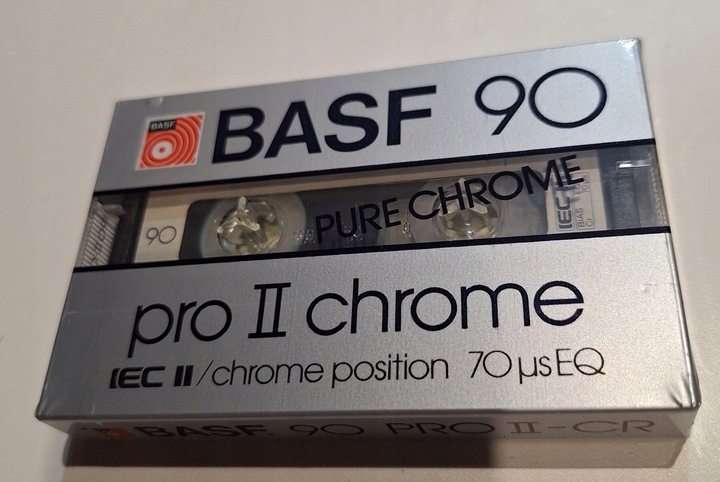 BASF
BASF 90
PURE CHROME
90
IEC II
BIAS
pro II chrome
IEC II/chrome position 70 µs EQ
BASF 90 PRO II-CR